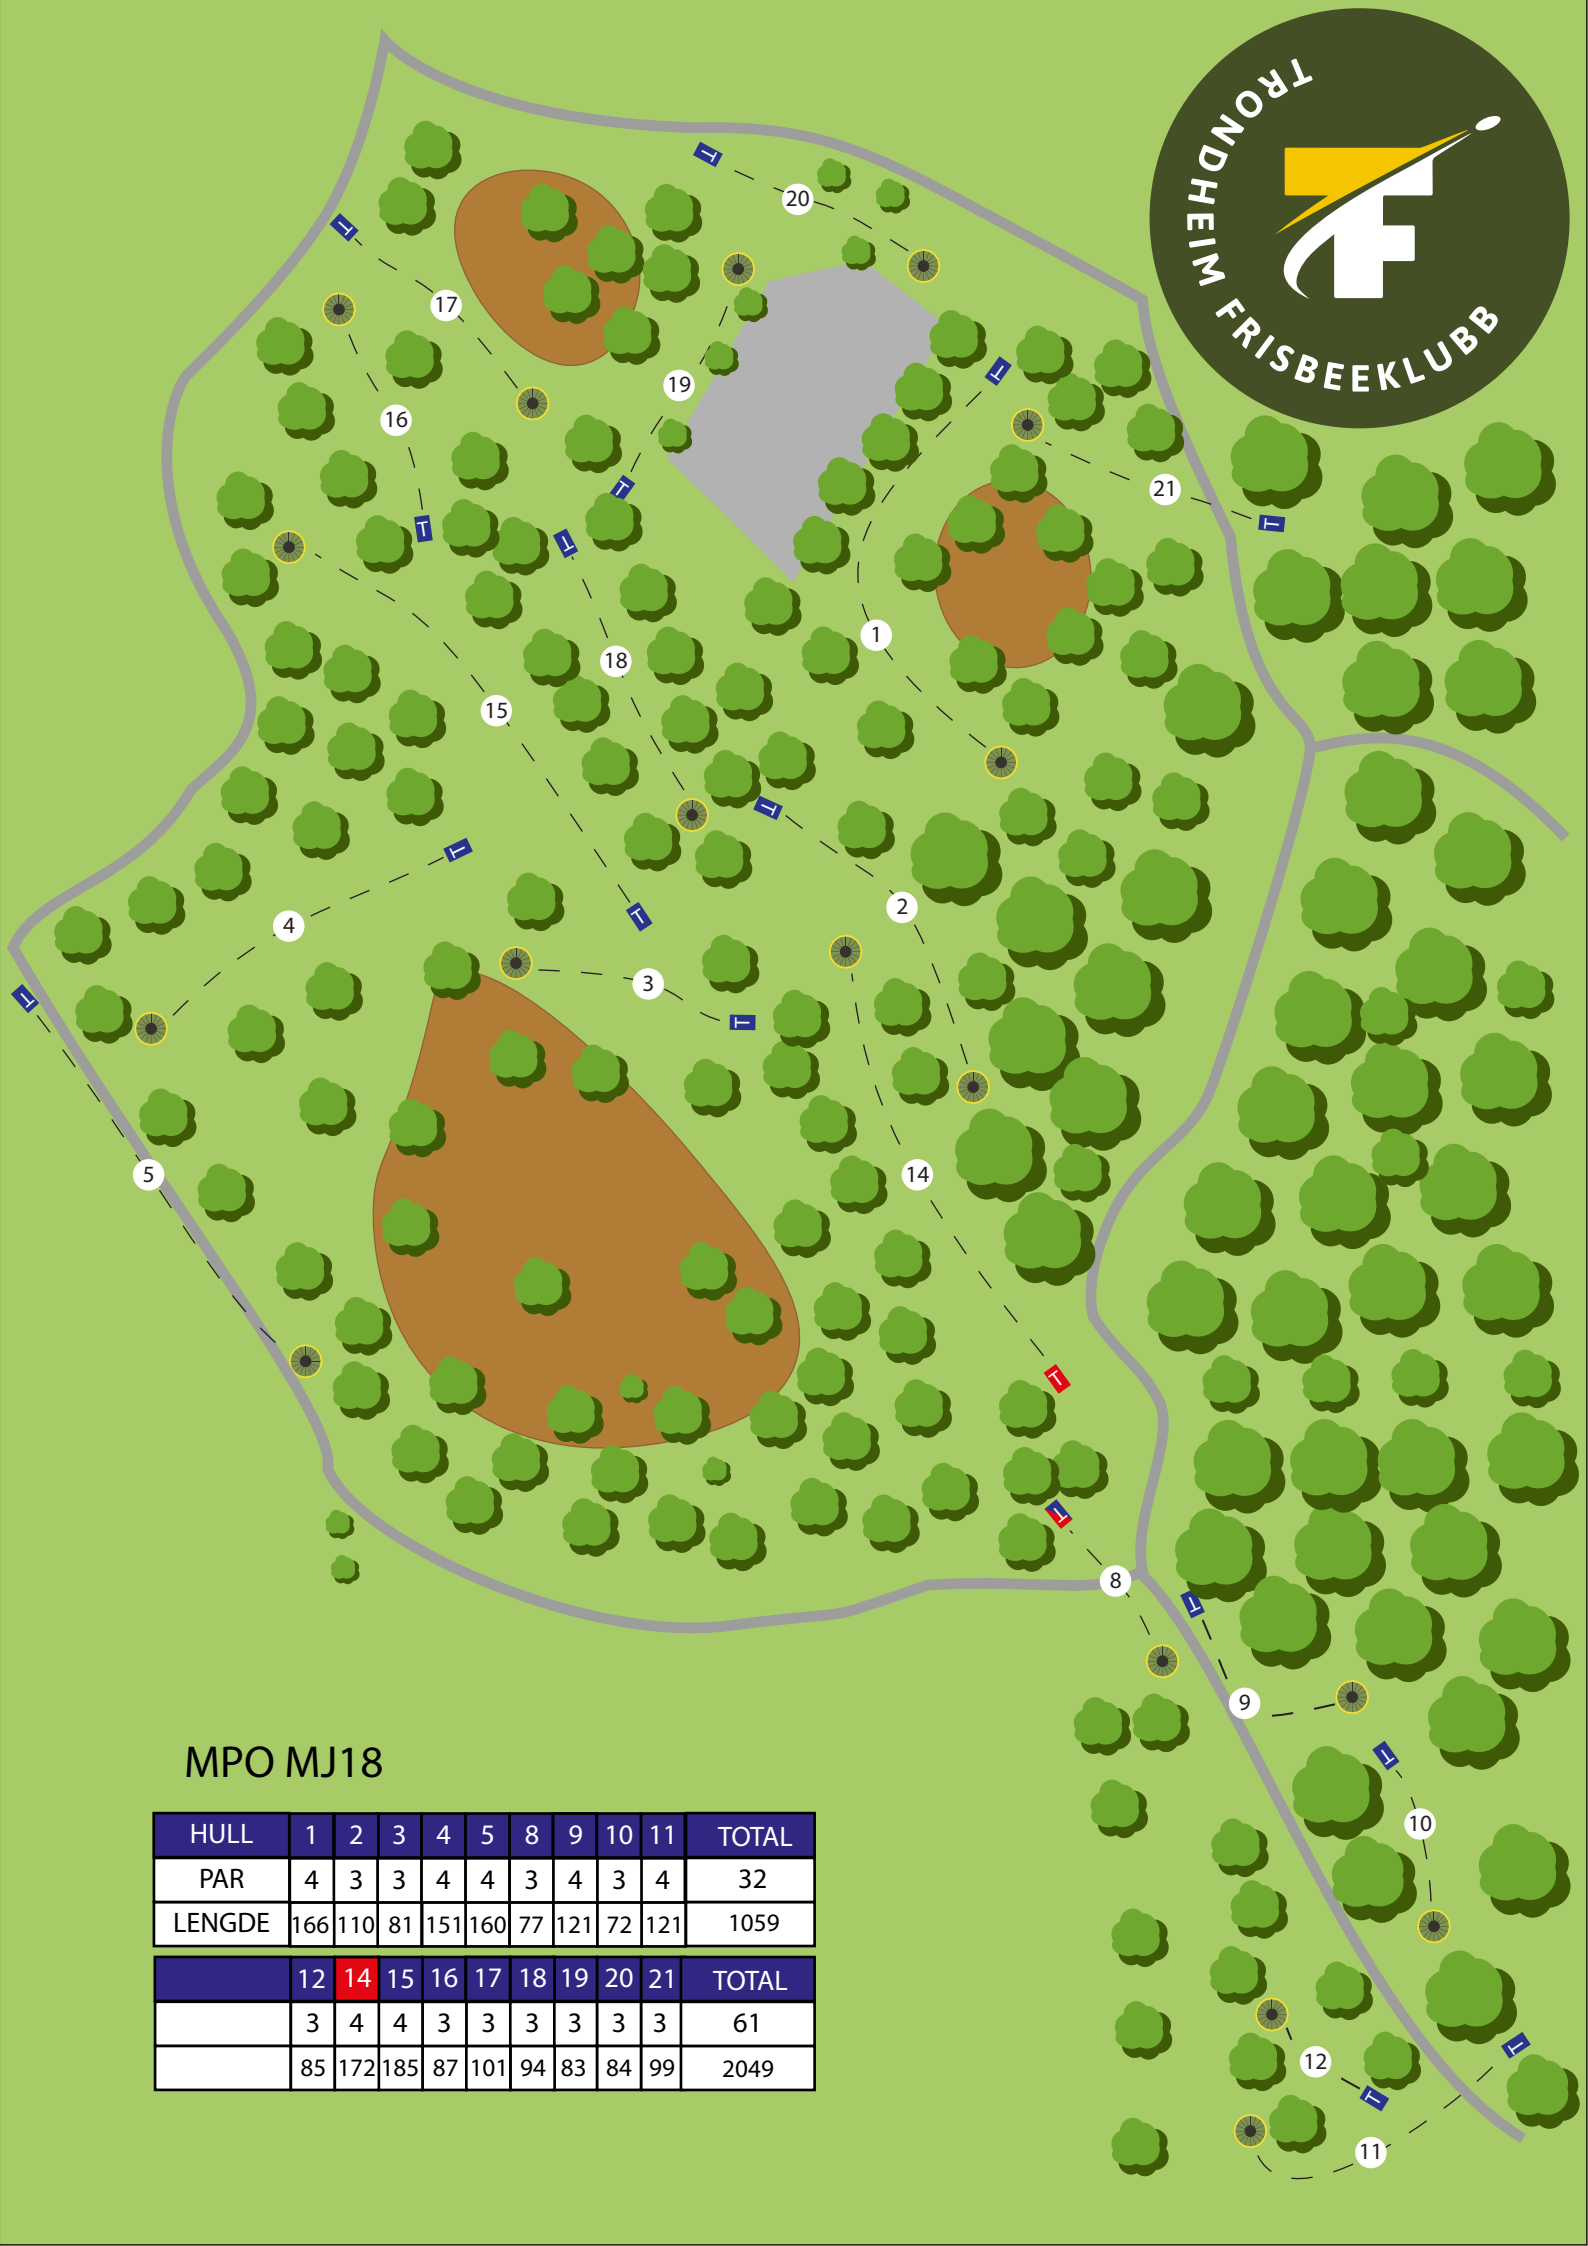 TRONDHEIM FRISBEEKLUBB
F
T
20
T
17
19
16
T
T
21
T
T
T
1
18
15
T
T
2
4
T
3
T
T
5
14
T
T
8
T
9
T
10
T
12
T
11
MPO MJ18
HULL 1 2 3 4 5 8 9 10 11 TOTAL
PAR 4 3 3 4 4 3 4 3 4 32
LENGDE 166 110 81 151 160 77 121 72 121 1059
12 14 15 16 17 18 19 20 21 TOTAL
3 4 4 3 3 3 3 3 3 61
85 172 185 87 101 94 83 84 99 2049